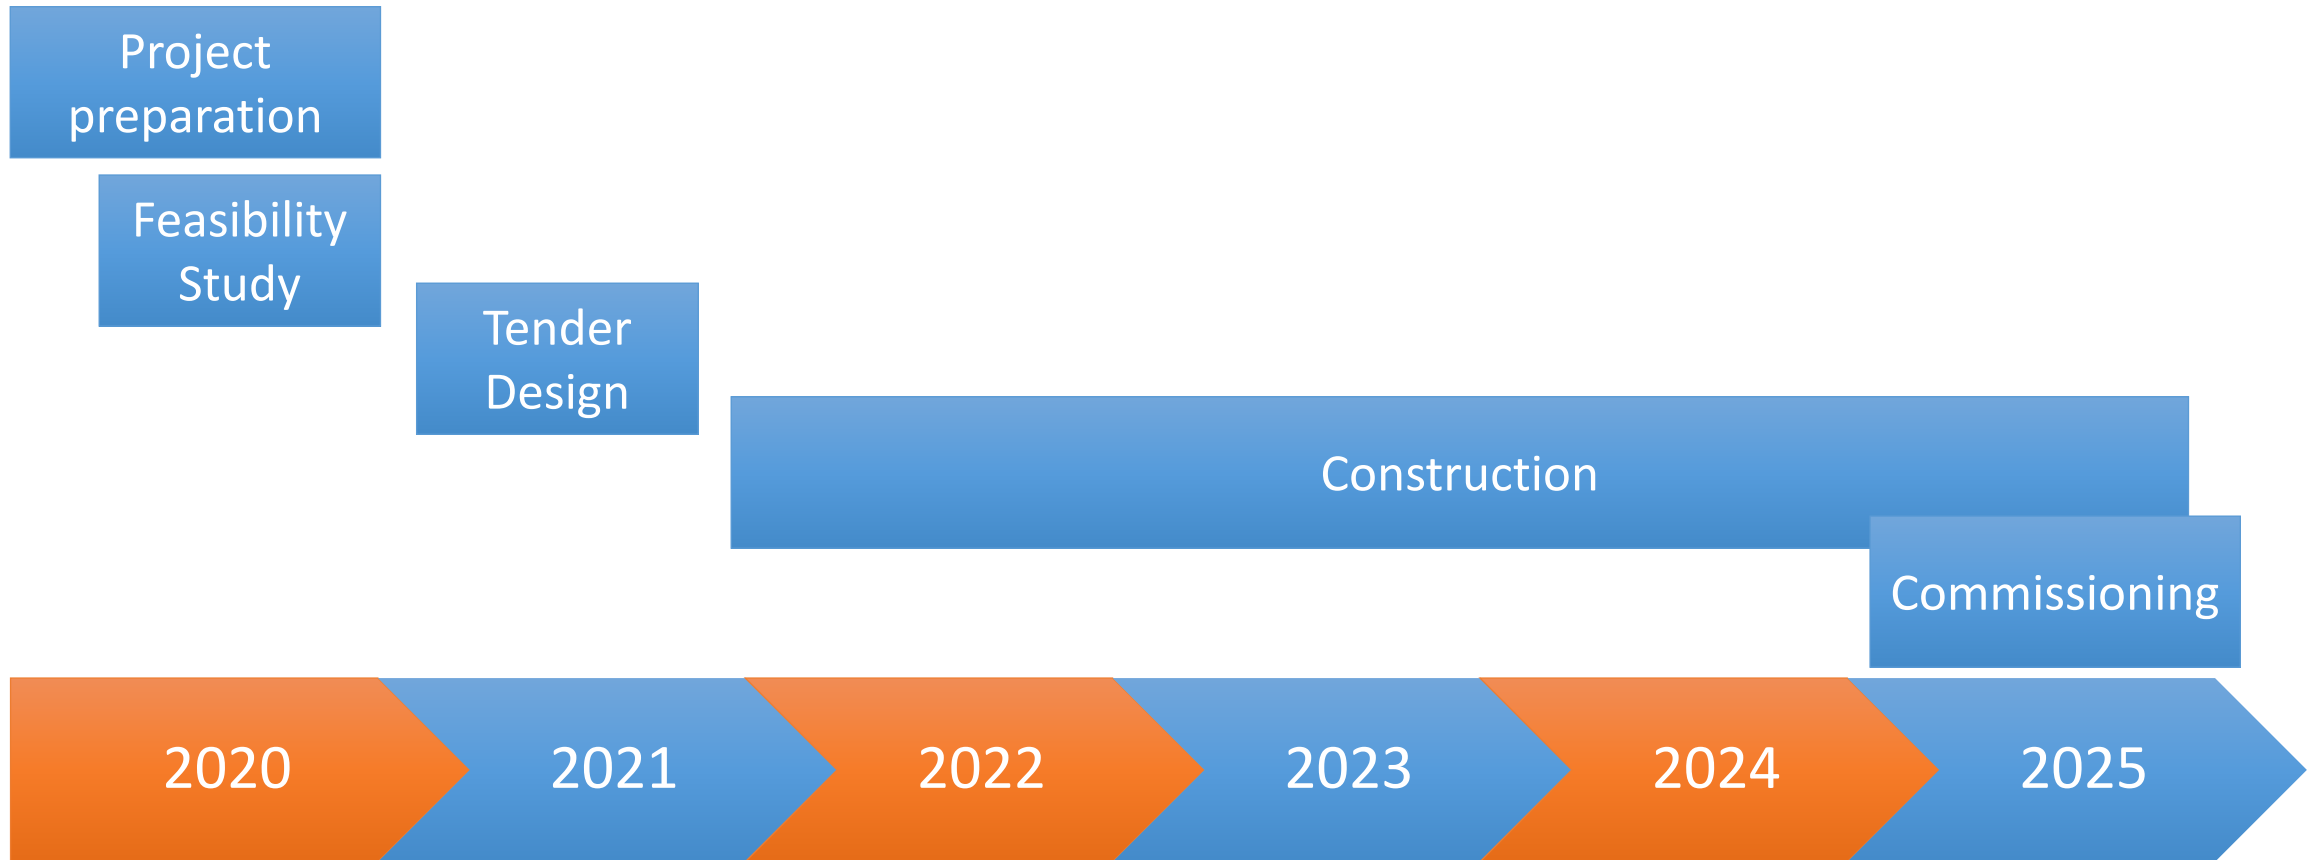 Project
preparation
Feasibility
Study
Tender
Design
Construction
Commissioning
2020
2021
2022
2023
2024
2025